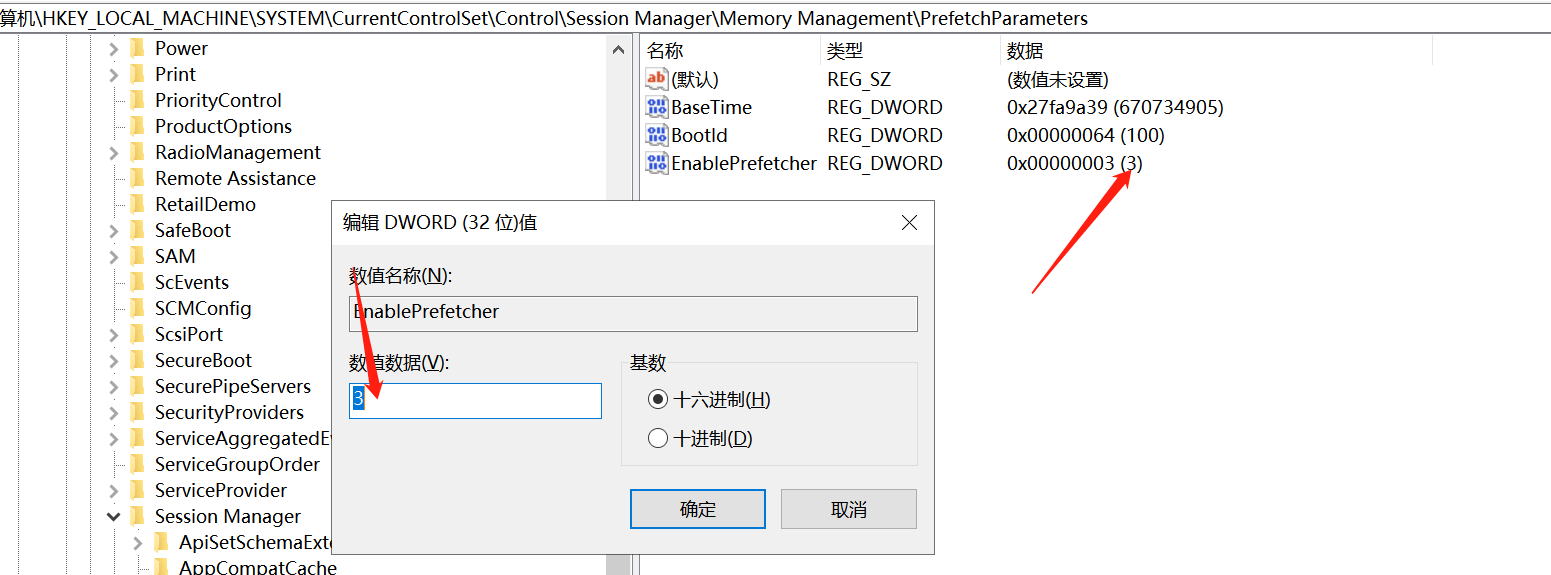 算机\HKEY_LOCAL_MACHINE\SYSTEM\CurrentControlSet\Control\Session Manager\Memory Management\PrefetchParameters
Power
Print
PriorityControl
ProductOptions
RadioManagement
Remote Assistance
RetailDemo
SafeBoot
SAM
ScEvents
SCMConfig
ScsiPort
SecureBoot
SecurePipeServers
SecurityProviders
ServiceAggregatedE
ServiceGroupOrder
ServiceProvider
Session Manager
ApiSetSchemaExte
AppCompatCache
名称 类型 数据
ab (默认) REG_SZ (数值未设置)
BaseTime REG_DWORD 0x27fa9a39 (670734905)
BootId REG_DWORD 0x00000064 (100)
EnablePrefetcher REG_DWORD 0x00000003 (3)
编辑 DWORD (32 位)值
数值名称(N):
EnablePrefetcher
数值数据(V):
3
基数
十六进制(H)
十进制(D)
确定 取消